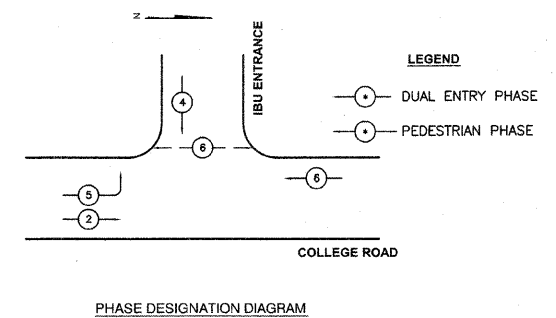 N
IBU ENTRANCE
LEGEND
* DUAL ENTRY PHASE
* PEDESTRIAN PHASE
4
6
6
5
2
COLLEGE ROAD
PHASE DESIGNATION DIAGRAM